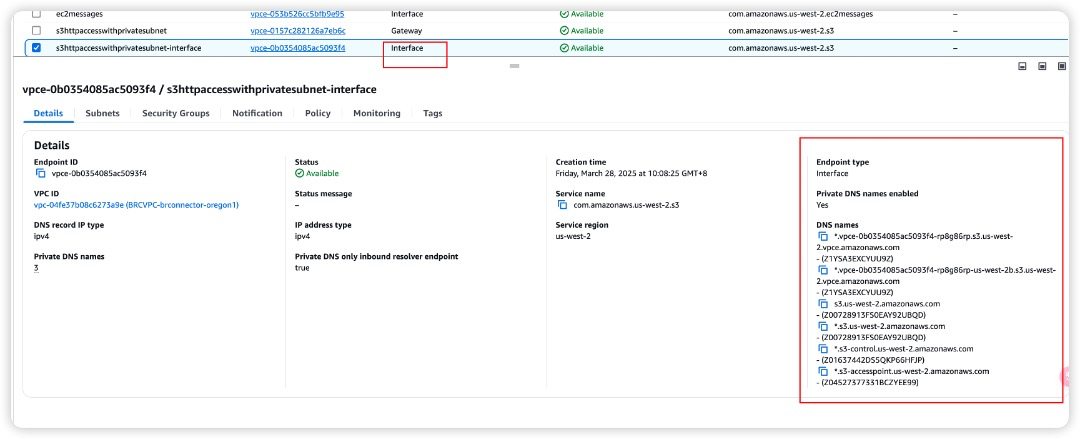 ec2messages vpce-053b526cc5bfb9e95 Interface Available com.amazonaws.us-west-2.ec2messages –
s3httpaccesswithprivatesubnet vpce-0157c282126a7eb6c Gateway Available com.amazonaws.us-west-2.s3 –
s3httpaccesswithprivatesubnet-interface vpce-0b0354085ac5093f4 Interface Available com.amazonaws.us-west-2.s3 –
vpce-0b0354085ac5093f4 / s3httpaccesswithprivatesubnet-interface
Details Subnets Security Groups Notification Policy Monitoring Tags
Details
Endpoint ID
vpce-0b0354085ac5093f4
VPC ID
vpc-04fe37b08c6273a9e (BRCVPC-brconnector-oregon1)
DNS record IP type
ipv4
Private DNS names
3
Status
Available
Status message
–
IP address type
ipv4
Private DNS only inbound resolver endpoint
true
Creation time
Friday, March 28, 2025 at 10:08:25 GMT+8
Service name
com.amazonaws.us-west-2.s3
Service region
us-west-2
Endpoint type
Interface
Private DNS names enabled
Yes
DNS names
*.vpce-0b0354085ac5093f4-rp8g86rp.s3.us-west-
2.vpce.amazonaws.com
- (Z1YSA3EXCYUU9Z)
*.vpce-0b0354085ac5093f4-rp8g86rp-us-west-2b.s3.us-west-
2.vpce.amazonaws.com
- (Z1YSA3EXCYUU9Z)
s3.us-west-2.amazonaws.com
- (Z00728913FS0EAY92UBQD)
*.s3.us-west-2.amazonaws.com
- (Z00728913FS0EAY92UBQD)
*.s3-control.us-west-2.amazonaws.com
- (Z01637442DS5QKP66HFJP)
*.s3-accesspoint.us-west-2.amazonaws.com
- (Z04527377331BCZYEE99)